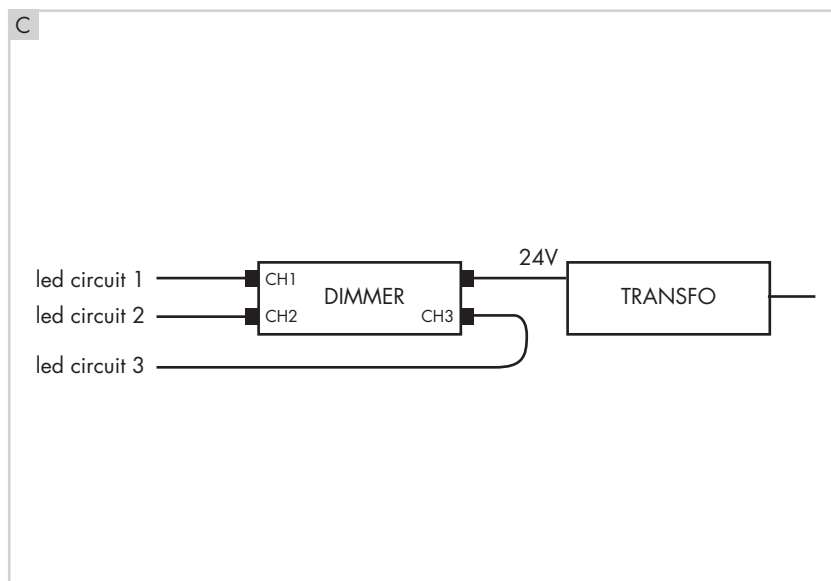 C
24V
led circuit 1
CH1
DIMMER
TRANSFO
led circuit 2
CH2
CH3
led circuit 3